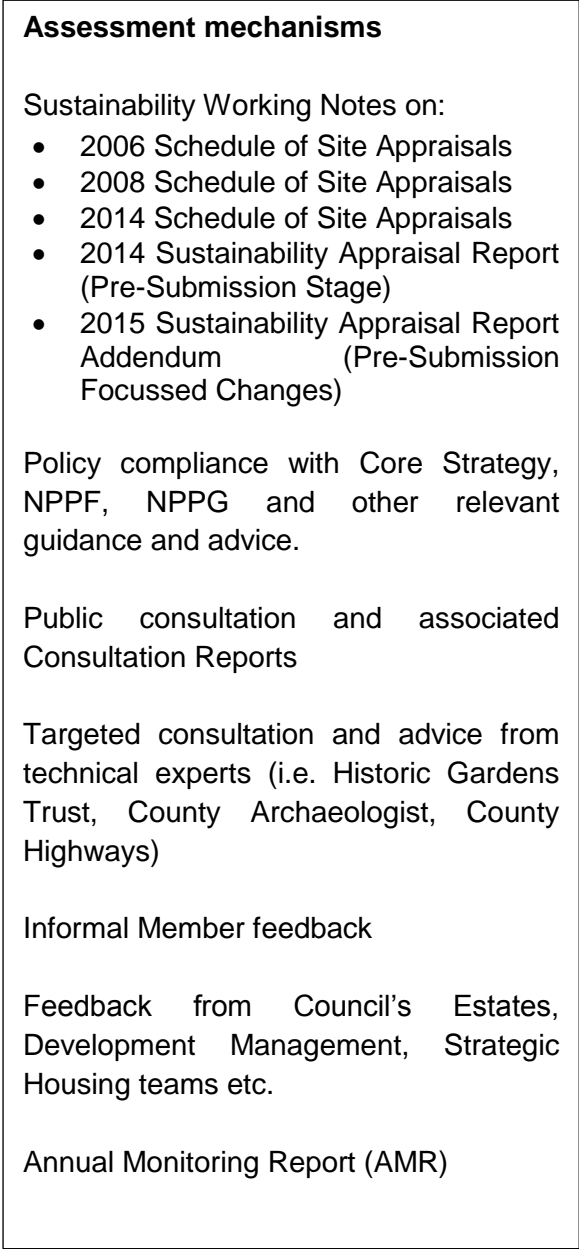 Assessment mechanisms
Sustainability Working Notes on:
• 2006 Schedule of Site Appraisals
• 2008 Schedule of Site Appraisals
• 2014 Schedule of Site Appraisals
• 2014 Sustainability Appraisal Report
(Pre-Submission Stage)
• 2015 Sustainability Appraisal Report
Addendum (Pre-Submission
Focussed Changes)
Policy compliance with Core Strategy,
NPPF, NPPG and other relevant
guidance and advice.
Public consultation and associated
Consultation Reports
Targeted consultation and advice from
technical experts (i.e. Historic Gardens
Trust, County Archaeologist, County
Highways)
Informal Member feedback
Feedback from Council’s Estates,
Development Management, Strategic
Housing teams etc.
Annual Monitoring Report (AMR)